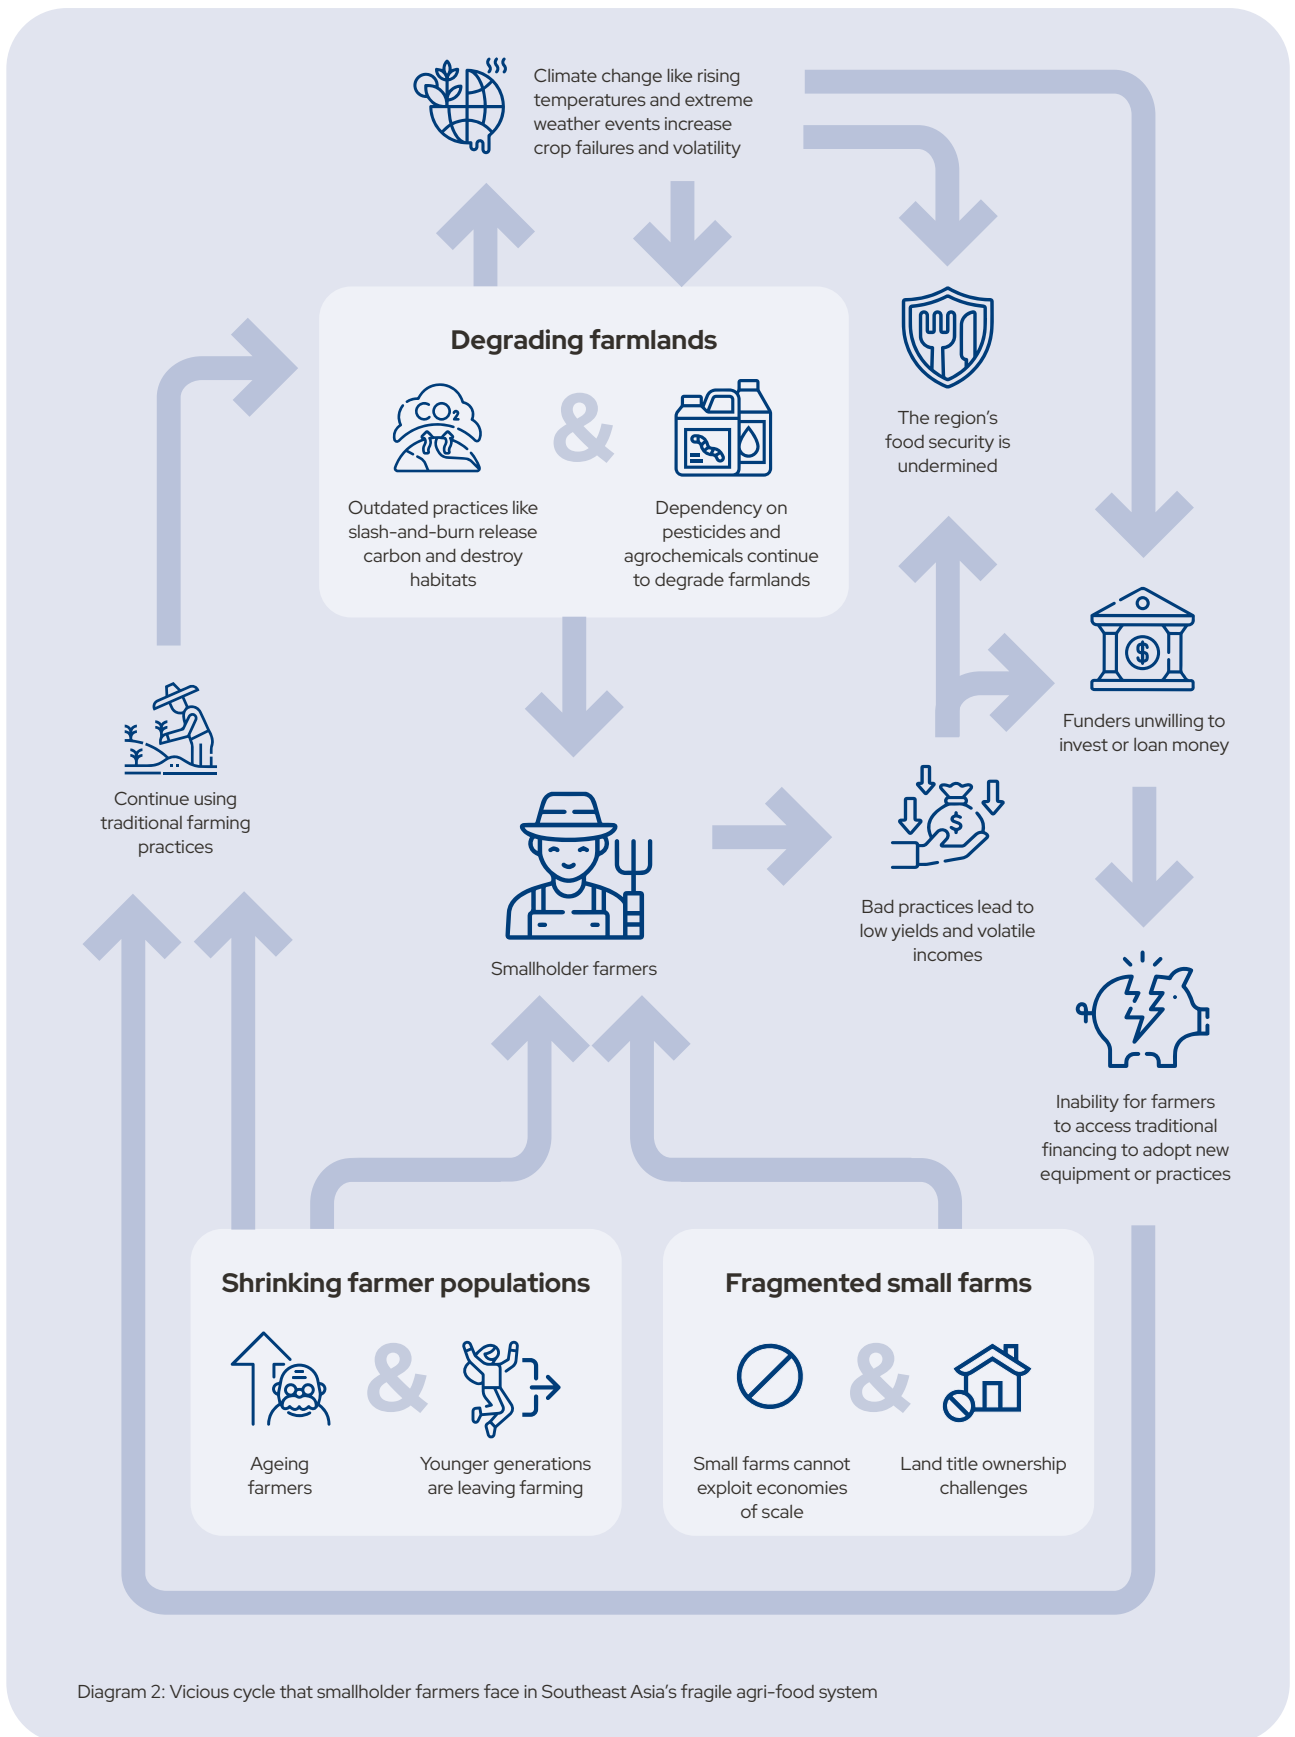 Climate change like rising
temperatures and extreme
weather events increase
crop failures and volatility
Degrading farmlands
CO2
&
Outdated practices like
slash-and-burn release
carbon and destroy
habitats
Dependency on
pesticides and
agrochemicals continue
to degrade farmlands
The region's
food security is
undermined
$
Funders unwilling to
invest or loan money
Continue using
traditional farming
practices
Smallholder farmers
$
Bad practices lead to
low yields and volatile
incomes
Inability for farmers
to access traditional
financing to adopt new
equipment or practices
Shrinking farmer populations
&
Ageing
farmers
Younger generations
are leaving farming
Fragmented small farms
&
Small farms cannot
exploit economies
of scale
Land title ownership
challenges
Diagram 2: Vicious cycle that smallholder farmers face in Southeast Asia's fragile agri-food system